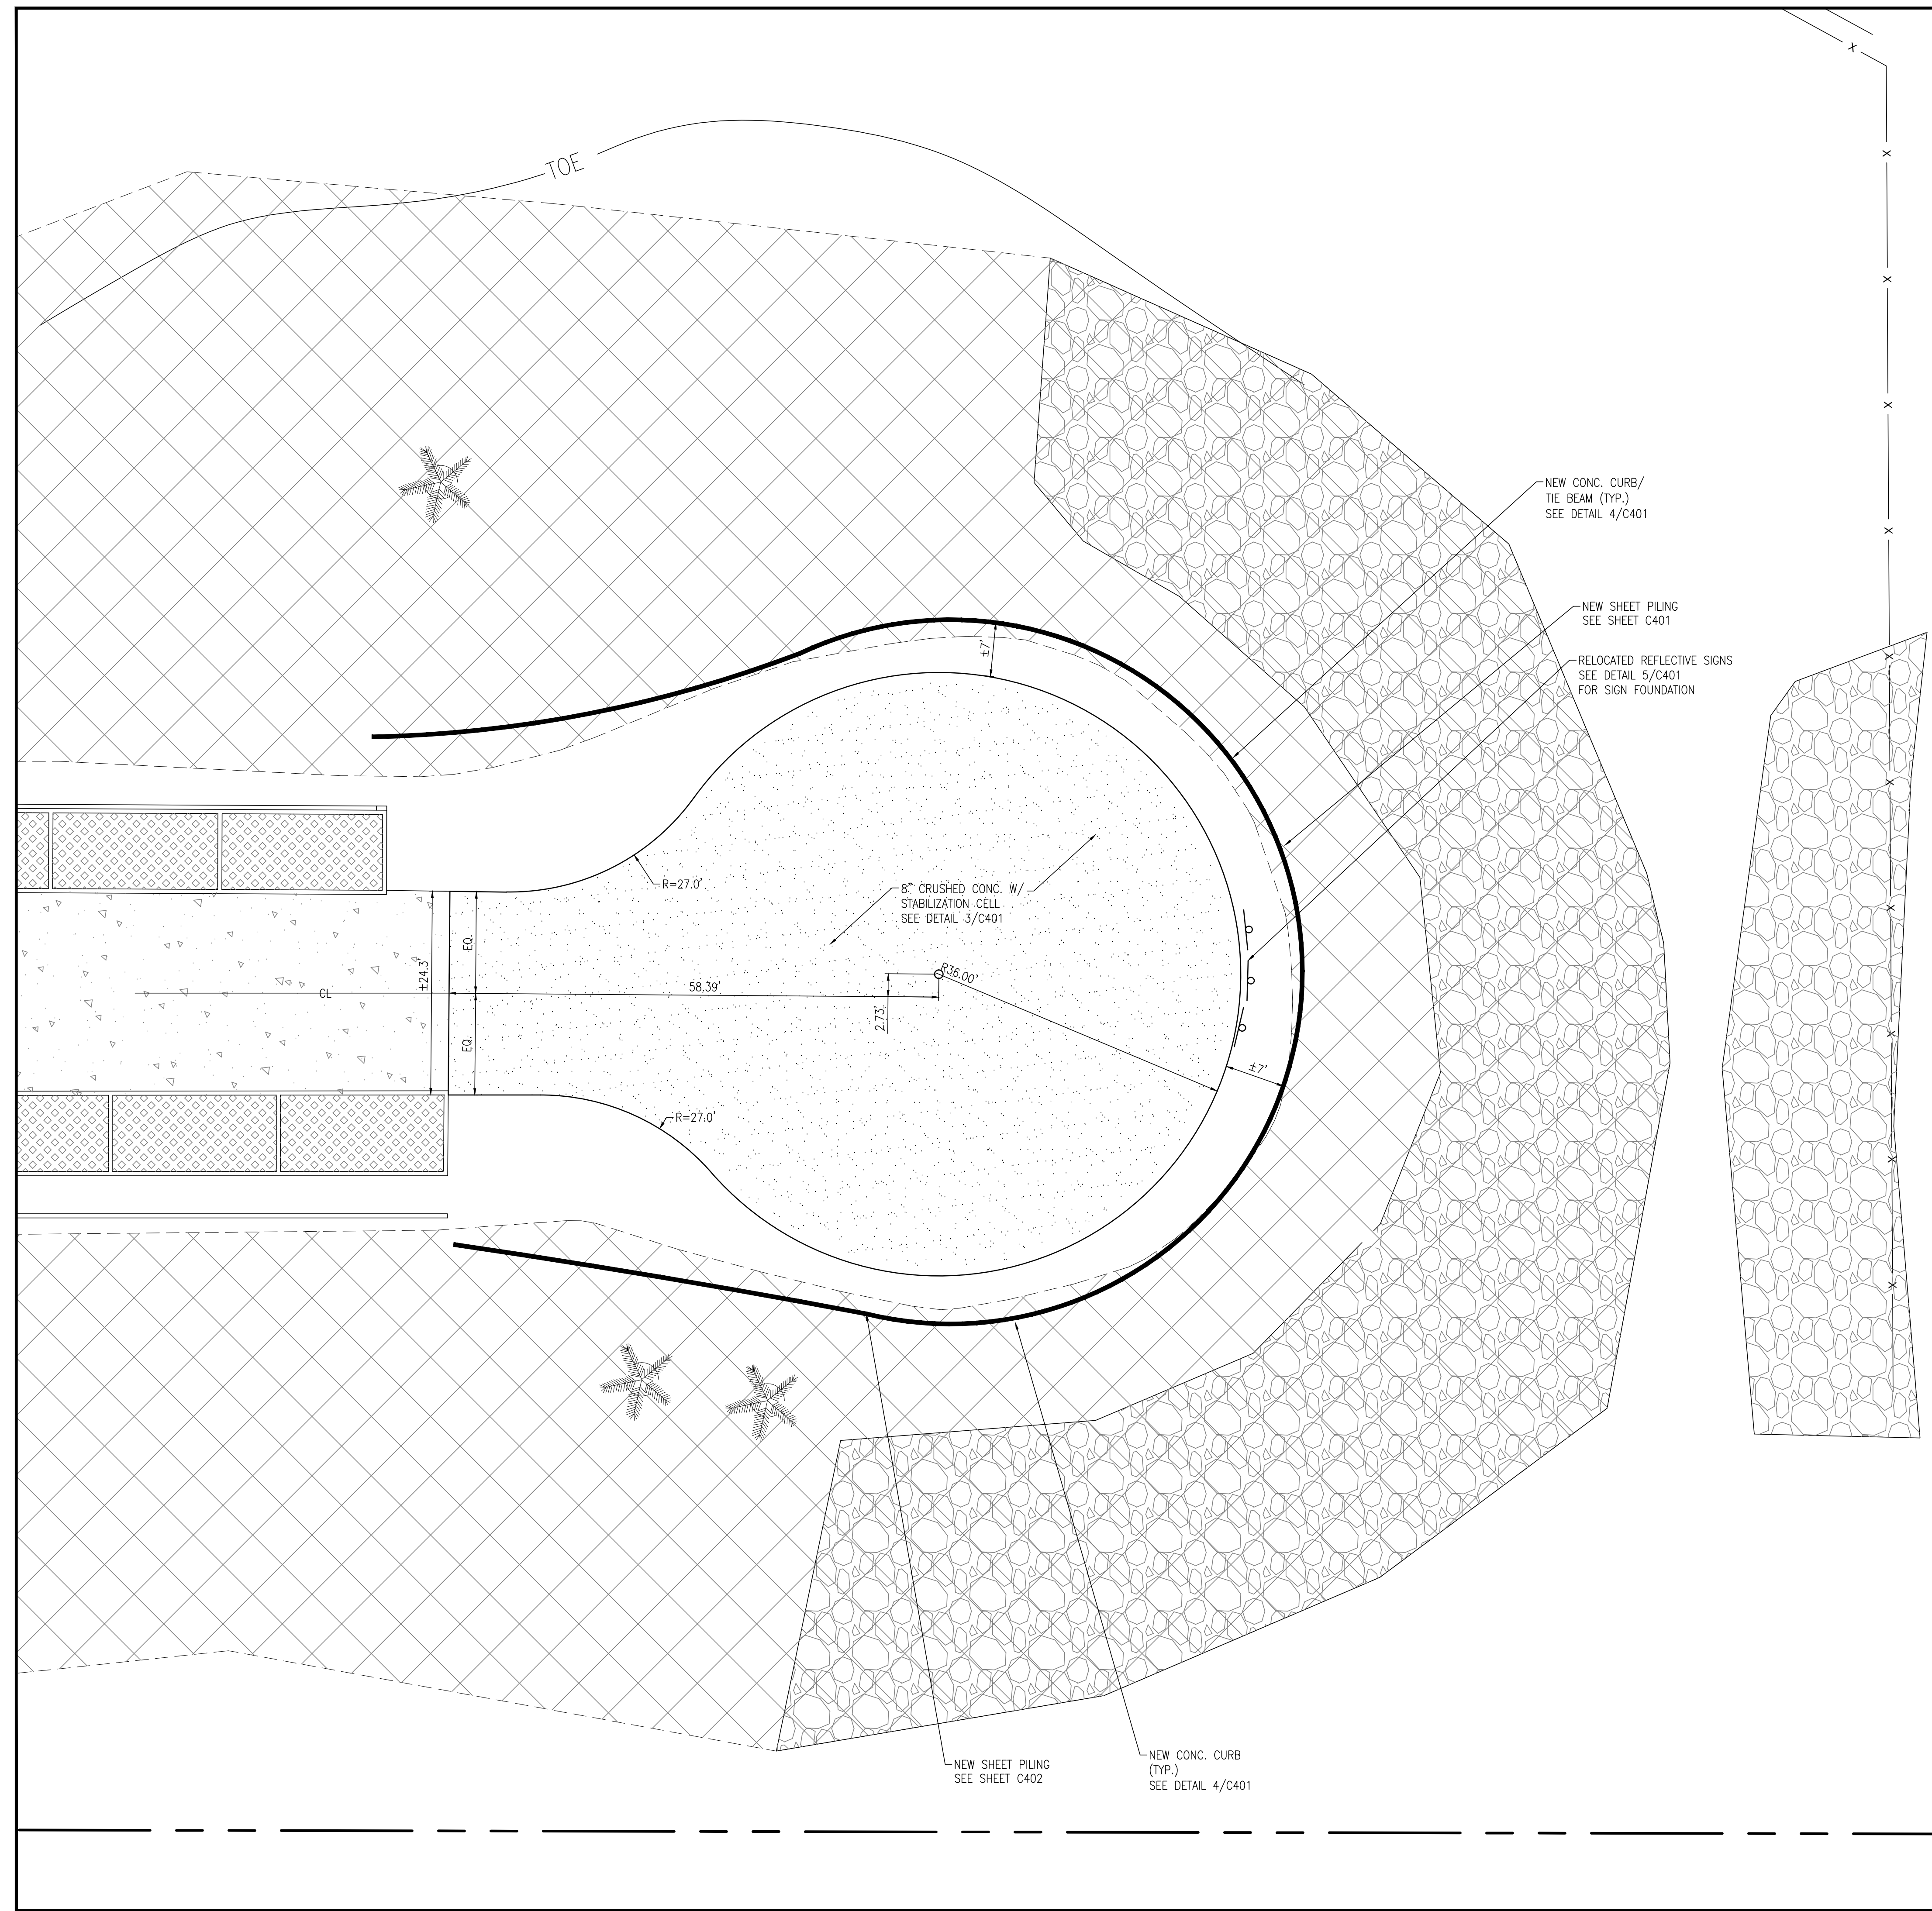 X
X
TOE
X
X
X
NEW CONC. CURB/
TIE BEAM (TYP.)
SEE DETAIL 4/C401
NEW SHEET PILING
SEE SHEET C401
±7'
RELOCATED REFLECTIVE SIGNS
SEE DETAIL 5/C401
FOR SIGN FOUNDATION
X
X
R=27.0'
8" CRUSHED CONC. W/
STABILIZATION CELL
SEE DETAIL 3/C401
X
EQ.
±24.3'
R36.00'
CL
58.39'
2.73'
X
EQ.
±7'
R=27.0'
X
X
NEW SHEET PILING
SEE SHEET C402
NEW CONC. CURB
(TYP.)
SEE DETAIL 4/C401